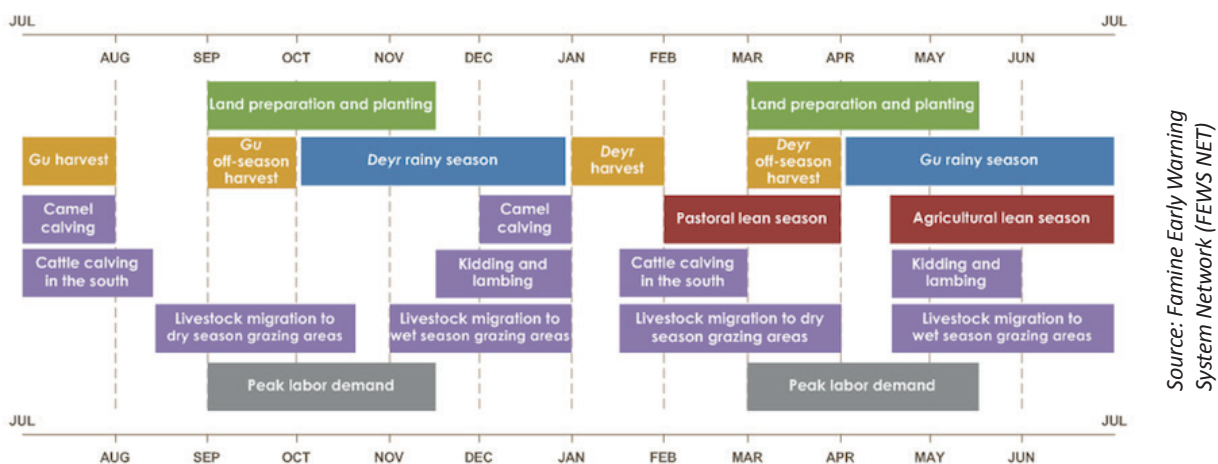 JUL JUL
AUG SEP OCT NOV DEC JAN FEB MAR APR MAY JUN
Land preparation and planting
Land preparation and planting
Gu harvest
Gu
off-season
harvest
Deyr rainy season
Deyr
harvest
Deyr
off-season
harvest
Gu rainy season
Camel
calving
Camel
calving
Pastoral lean season
Agricultural lean season
Cattle calving
in the south
Kidding and
lambing
Cattle calving
in the south
Kidding and
lambing
Livestock migration to
dry season grazing areas
Livestock migration to
wet season grazing areas
Livestock migration to dry
season grazing areas
Livestock migration to
wet season grazing areas
Peak labor demand
Peak labor demand
JUL JUL
AUG SEP OCT NOV DEC JAN FEB MAR APR MAY JUN
Source: Famine Early Warning
System Network (FEWS NET)